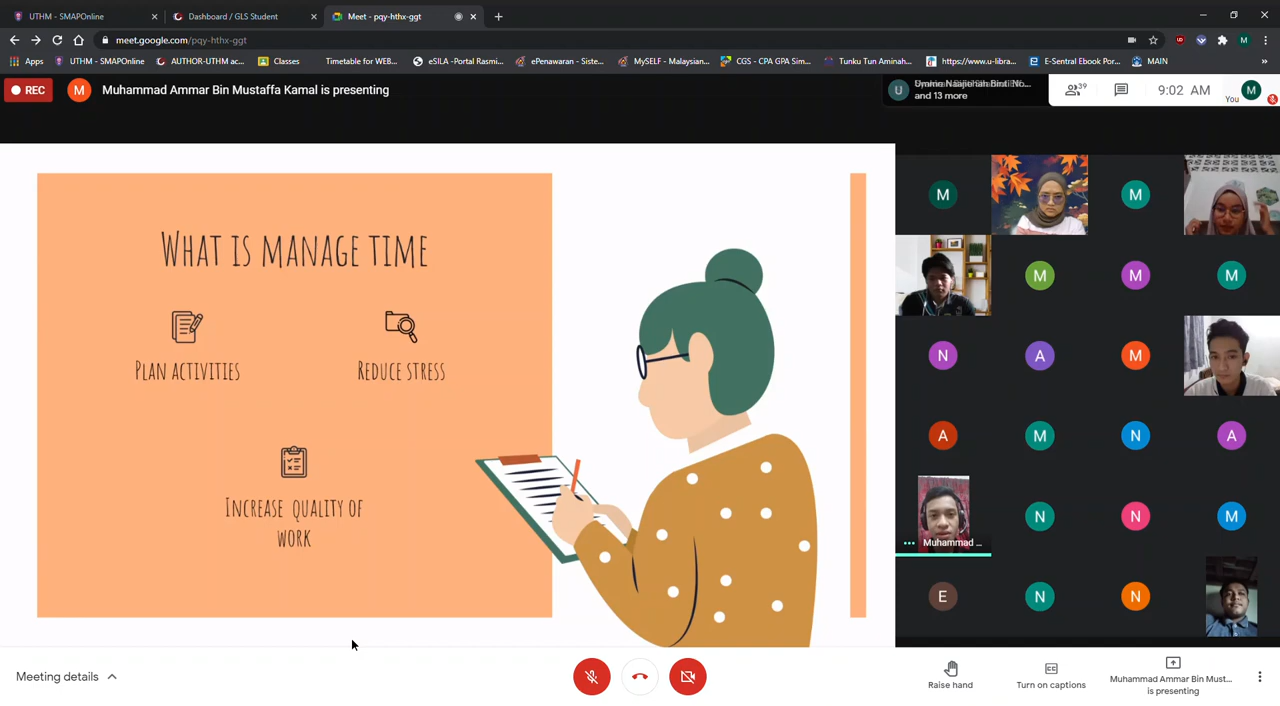 UTHM - SMAPOnline
Dashboard / GLS Student
Meet - pqy-hthx-ggt
meet.google.com/pqy-hthx-ggt
M
Apps
UTHM - SMAPOnline
AUTHOR-UTHM ac...
Classes
Timetable for WEB...
eSILA -Portal Rasmi...
ePenawaran - Siste...
MySELF - Malaysian...
CGS - CPA GPA Sim...
Tunku Tun Aminah...
https://www.u-libra...
E-Sentral Ebook Por...
MAIN
REC
M
Muhammad Ammar Bin Mustaffa Kamal is presenting
U
and 13 more
39
9:02 AM
You
M
WHAT IS MANAGE TIME
PLAN ACTIVITIES
REDUCE STRESS
INCREASE QUALITY OF
WORK
M
M
M
M
M
N
A
M
A
M
N
A
Muhammad ...
N
N
M
E
N
N
Meeting details
Raise hand
Turn on captions
Muhammad Ammar Bin Must...
is presenting